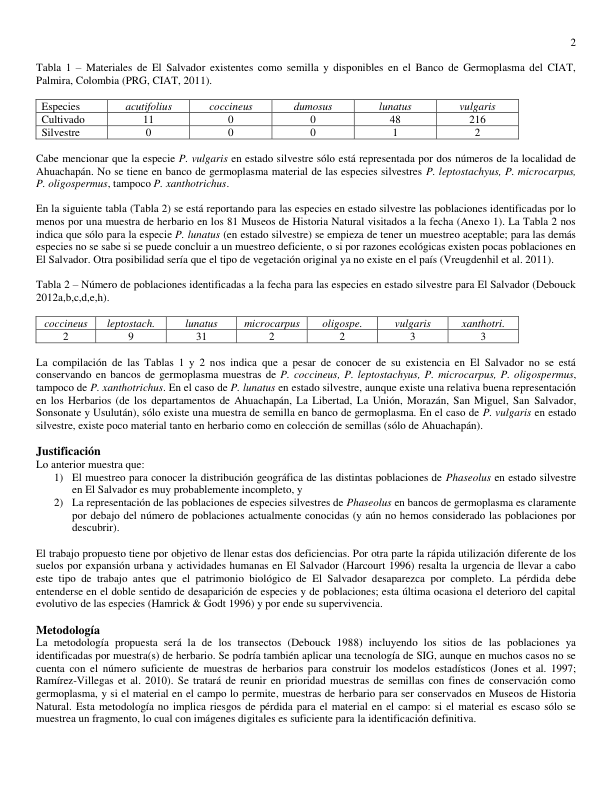 2
Tabla 1 – Materiales de El Salvador existentes como semilla y disponibles en el Banco de Germoplasma del CIAT,
Palmira, Colombia (PRG, CIAT, 2011).
Especies acutifolius coccineus dumosus lunatus vulgaris
Cultivado 11 0 0 48 216
Silvestre 0 0 0 1 2
Cabe mencionar que la especie P. vulgaris en estado silvestre sólo está representada por dos números de la localidad de
Ahuachapán. No se tiene en banco de germoplasma material de las especies silvestres P. leptostachyus, P. microcarpus,
P. oligospermus, tampoco P. xanthotrichus.
En la siguiente tabla (Tabla 2) se está reportando para las especies en estado silvestre las poblaciones identificadas por lo
menos por una muestra de herbario en los 81 Museos de Historia Natural visitados a la fecha (Anexo 1). La Tabla 2 nos
indica que sólo para la especie P. lunatus (en estado silvestre) se empieza de tener un muestreo aceptable; para las demás
especies no se sabe si se puede concluir a un muestreo deficiente, o si por razones ecológicas existen pocas poblaciones en
El Salvador. Otra posibilidad sería que el tipo de vegetación original ya no existe en el país (Vreugdenhil et al. 2011).
Tabla 2 – Número de poblaciones identificadas a la fecha para las especies en estado silvestre para El Salvador (Debouck
2012a,b,c,d,e,h).
coccineus leptostach. lunatus microcarpus oligospe. vulgaris xanthotri.
2 9 31 2 2 3 3
La compilación de las Tablas 1 y 2 nos indica que a pesar de conocer de su existencia en El Salvador no se está
conservando en bancos de germoplasma muestras de P. coccineus, P. leptostachyus, P. microcarpus, P. oligospermus,
tampoco de P. xanthotrichus. En el caso de P. lunatus en estado silvestre, aunque existe una relativa buena representación
en los Herbarios (de los departamentos de Ahuachapán, La Libertad, La Unión, Morazán, San Miguel, San Salvador,
Sonsonate y Usulután), sólo existe una muestra de semilla en banco de germoplasma. En el caso de P. vulgaris en estado
silvestre, existe poco material tanto en herbario como en colección de semillas (sólo de Ahuachapán).
Justificación
Lo anterior muestra que:
1) El muestreo para conocer la distribución geográfica de las distintas poblaciones de Phaseolus en estado silvestre
en El Salvador es muy probablemente incompleto, y
2) La representación de las poblaciones de especies silvestres de Phaseolus en bancos de germoplasma es claramente
por debajo del número de poblaciones actualmente conocidas (y aún no hemos considerado las poblaciones por
descubrir).
El trabajo propuesto tiene por objetivo de llenar estas dos deficiencias. Por otra parte la rápida utilización diferente de los
suelos por expansión urbana y actividades humanas en El Salvador (Harcourt 1996) resalta la urgencia de llevar a cabo
este tipo de trabajo antes que el patrimonio biológico de El Salvador desaparezca por completo. La pérdida debe
entenderse en el doble sentido de desaparición de especies y de poblaciones; esta última ocasiona el deterioro del capital
evolutivo de las especies (Hamrick & Godt 1996) y por ende su supervivencia.
Metodología
La metodología propuesta será la de los transectos (Debouck 1988) incluyendo los sitios de las poblaciones ya
identificadas por muestra(s) de herbario. Se podría también aplicar una tecnología de SIG, aunque en muchos casos no se
cuenta con el número suficiente de muestras de herbarios para construir los modelos estadísticos (Jones et al. 1997;
Ramírez-Villegas et al. 2010). Se tratará de reunir en prioridad muestras de semillas con fines de conservación como
germoplasma, y si el material en el campo lo permite, muestras de herbario para ser conservados en Museos de Historia
Natural. Esta metodología no implica riesgos de pérdida para el material en el campo: si el material es escaso sólo se
muestrea un fragmento, lo cual con imágenes digitales es suficiente para la identificación definitiva.